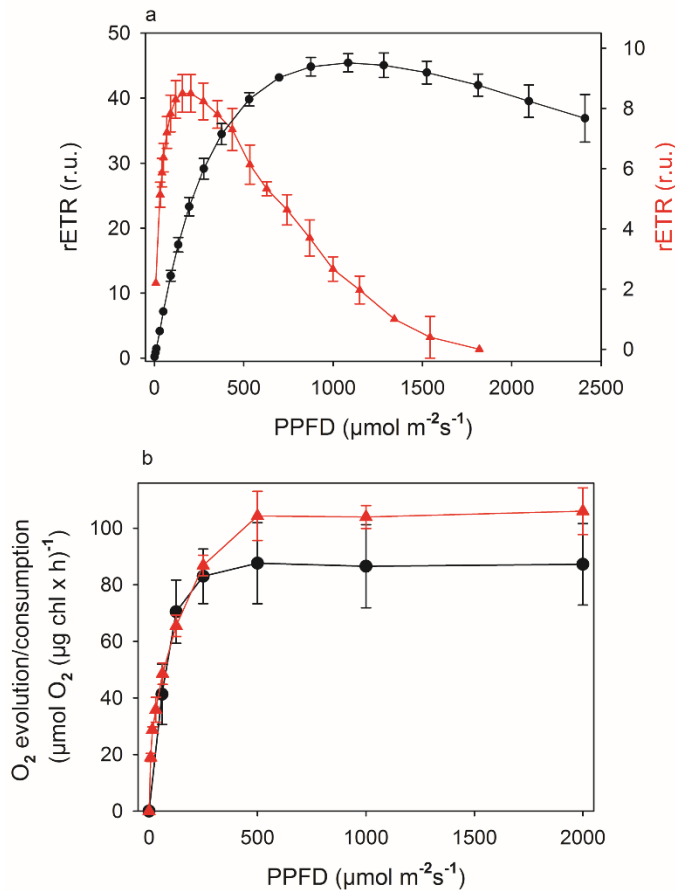 a
50
40
30
20
10
0
rETR (r.u.)
10
8
6
4
2
0
rETR (r.u.)
0 500 1000 1500 2000 2500
PPFD (µmol m⁻²s⁻¹)
b
100
80
60
40
20
0
O₂ evolution/consumption
(µmol O₂ (µg chl x h)⁻¹
0 500 1000 1500 2000
PPFD (µmol m⁻²s⁻¹)